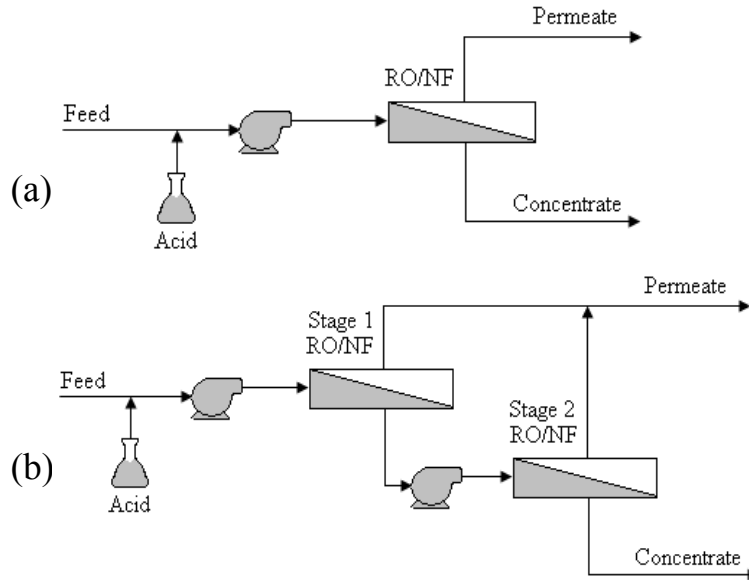 Permeate
RO/NF
Feed
(a)
Acid
Concentrate
Permeate
Stage 1
RO/NF
Feed
Stage 2
RO/NF
(b)
Acid
Concentrate